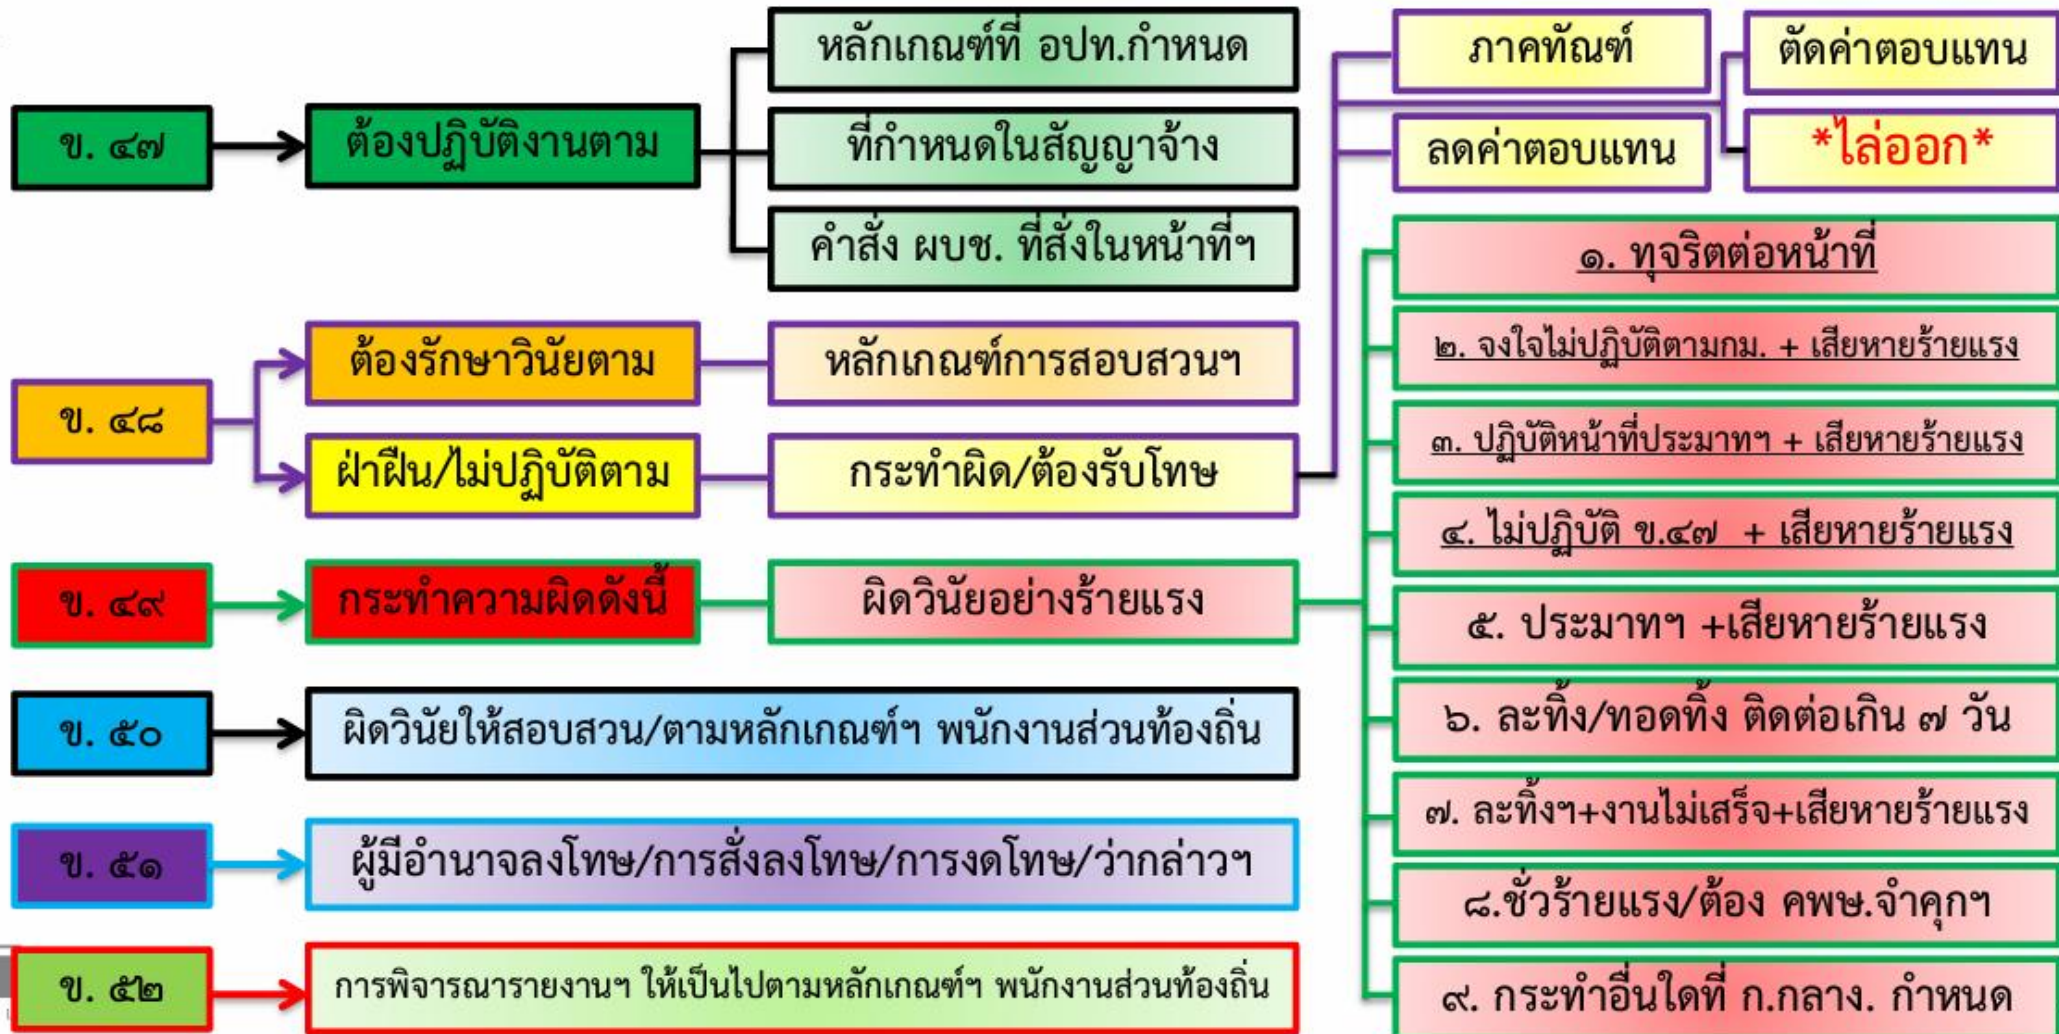 ข. ๔๗
ต้องปฏิบัติงานตาม
หลักเกณฑ์ที่ อปท.กำหนด
ที่กำหนดในสัญญาจ้าง
คำสั่ง ผบช. ที่สั่งในหน้าที่ฯ
ข. ๔๘
ต้องรักษาวินัยตาม
หลักเกณฑ์การสอบสวนฯ
ฝ่าฝืน/ไม่ปฏิบัติตาม
กระทำผิด/ต้องรับโทษ
ภาคทัณฑ์
ตัดค่าตอบแทน
ลดค่าตอบแทน
*ไล่ออก*
ข. ๔๙
กระทำความผิดดังนี้
ผิดวินัยอย่างร้ายแรง
๑. ทุจริตต่อหน้าที่
๒. จงใจไม่ปฏิบัติตามกม. + เสียหายร้ายแรง
๓. ปฏิบัติหน้าที่ประมาทฯ + เสียหายร้ายแรง
๔. ไม่ปฏิบัติ ข.๔๗ + เสียหายร้ายแรง
๕. ประมาทฯ +เสียหายร้ายแรง
๖. ละทิ้ง/ทอดทิ้ง ติดต่อเกิน ๗ วัน
๗. ละทิ้งฯ+งานไม่เสร็จ+เสียหายร้ายแรง
๘.ชั่วร้ายแรง/ต้อง คพษ.จำคุกฯ
๙. กระทำอื่นใดที่ ก.กลาง. กำหนด
ข. ๕๐
ผิดวินัยให้สอบสวน/ตามหลักเกณฑ์ฯ พนักงานส่วนท้องถิ่น
ข. ๕๑
ผู้มีอำนาจลงโทษ/การสั่งลงโทษ/การงดโทษ/ว่ากล่าวฯ
ข. ๕๒
การพิจารณารายงานฯ ให้เป็นไปตามหลักเกณฑ์ฯ พนักงานส่วนท้องถิ่น